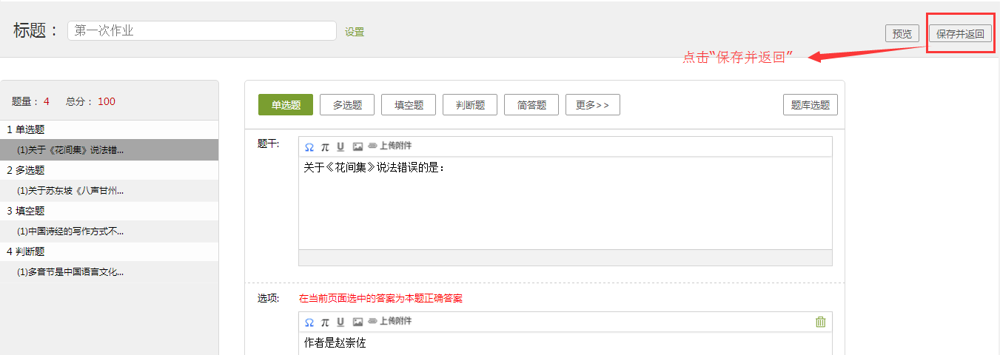 标题： 第一次作业 设置 预览 保存并返回
点击“保存并返回”
题量： 4 总分： 100
单选题 多选题 填空题 判断题 简答题 更多>> 题库选题
1 单选题
(1)关于《花间集》说法错...
2 多选题
(1)关于苏东坡《八声甘州...
3 填空题
(1)中国诗经的写作方式不...
4 判断题
(1)多音节是中国语言文化...
题干: Ω π U 上传附件
关于《花间集》说法错误的是：
选项: 在当前页面选中的答案为本题正确答案
Ω π U 上传附件
作者是赵崇佐